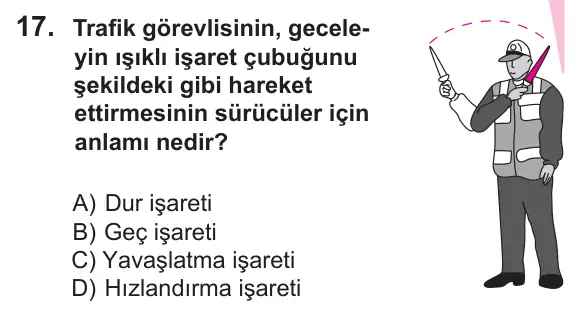 17. Trafik görevlisinin, gecele-
yin ışıklı işaret çubuğunu
şekildeki gibi hareket
ettirmesinin sürücüler için
anlamı nedir?
A) Dur işareti
B) Geç işareti
C) Yavaşlatma işareti
D) Hızlandırma işareti